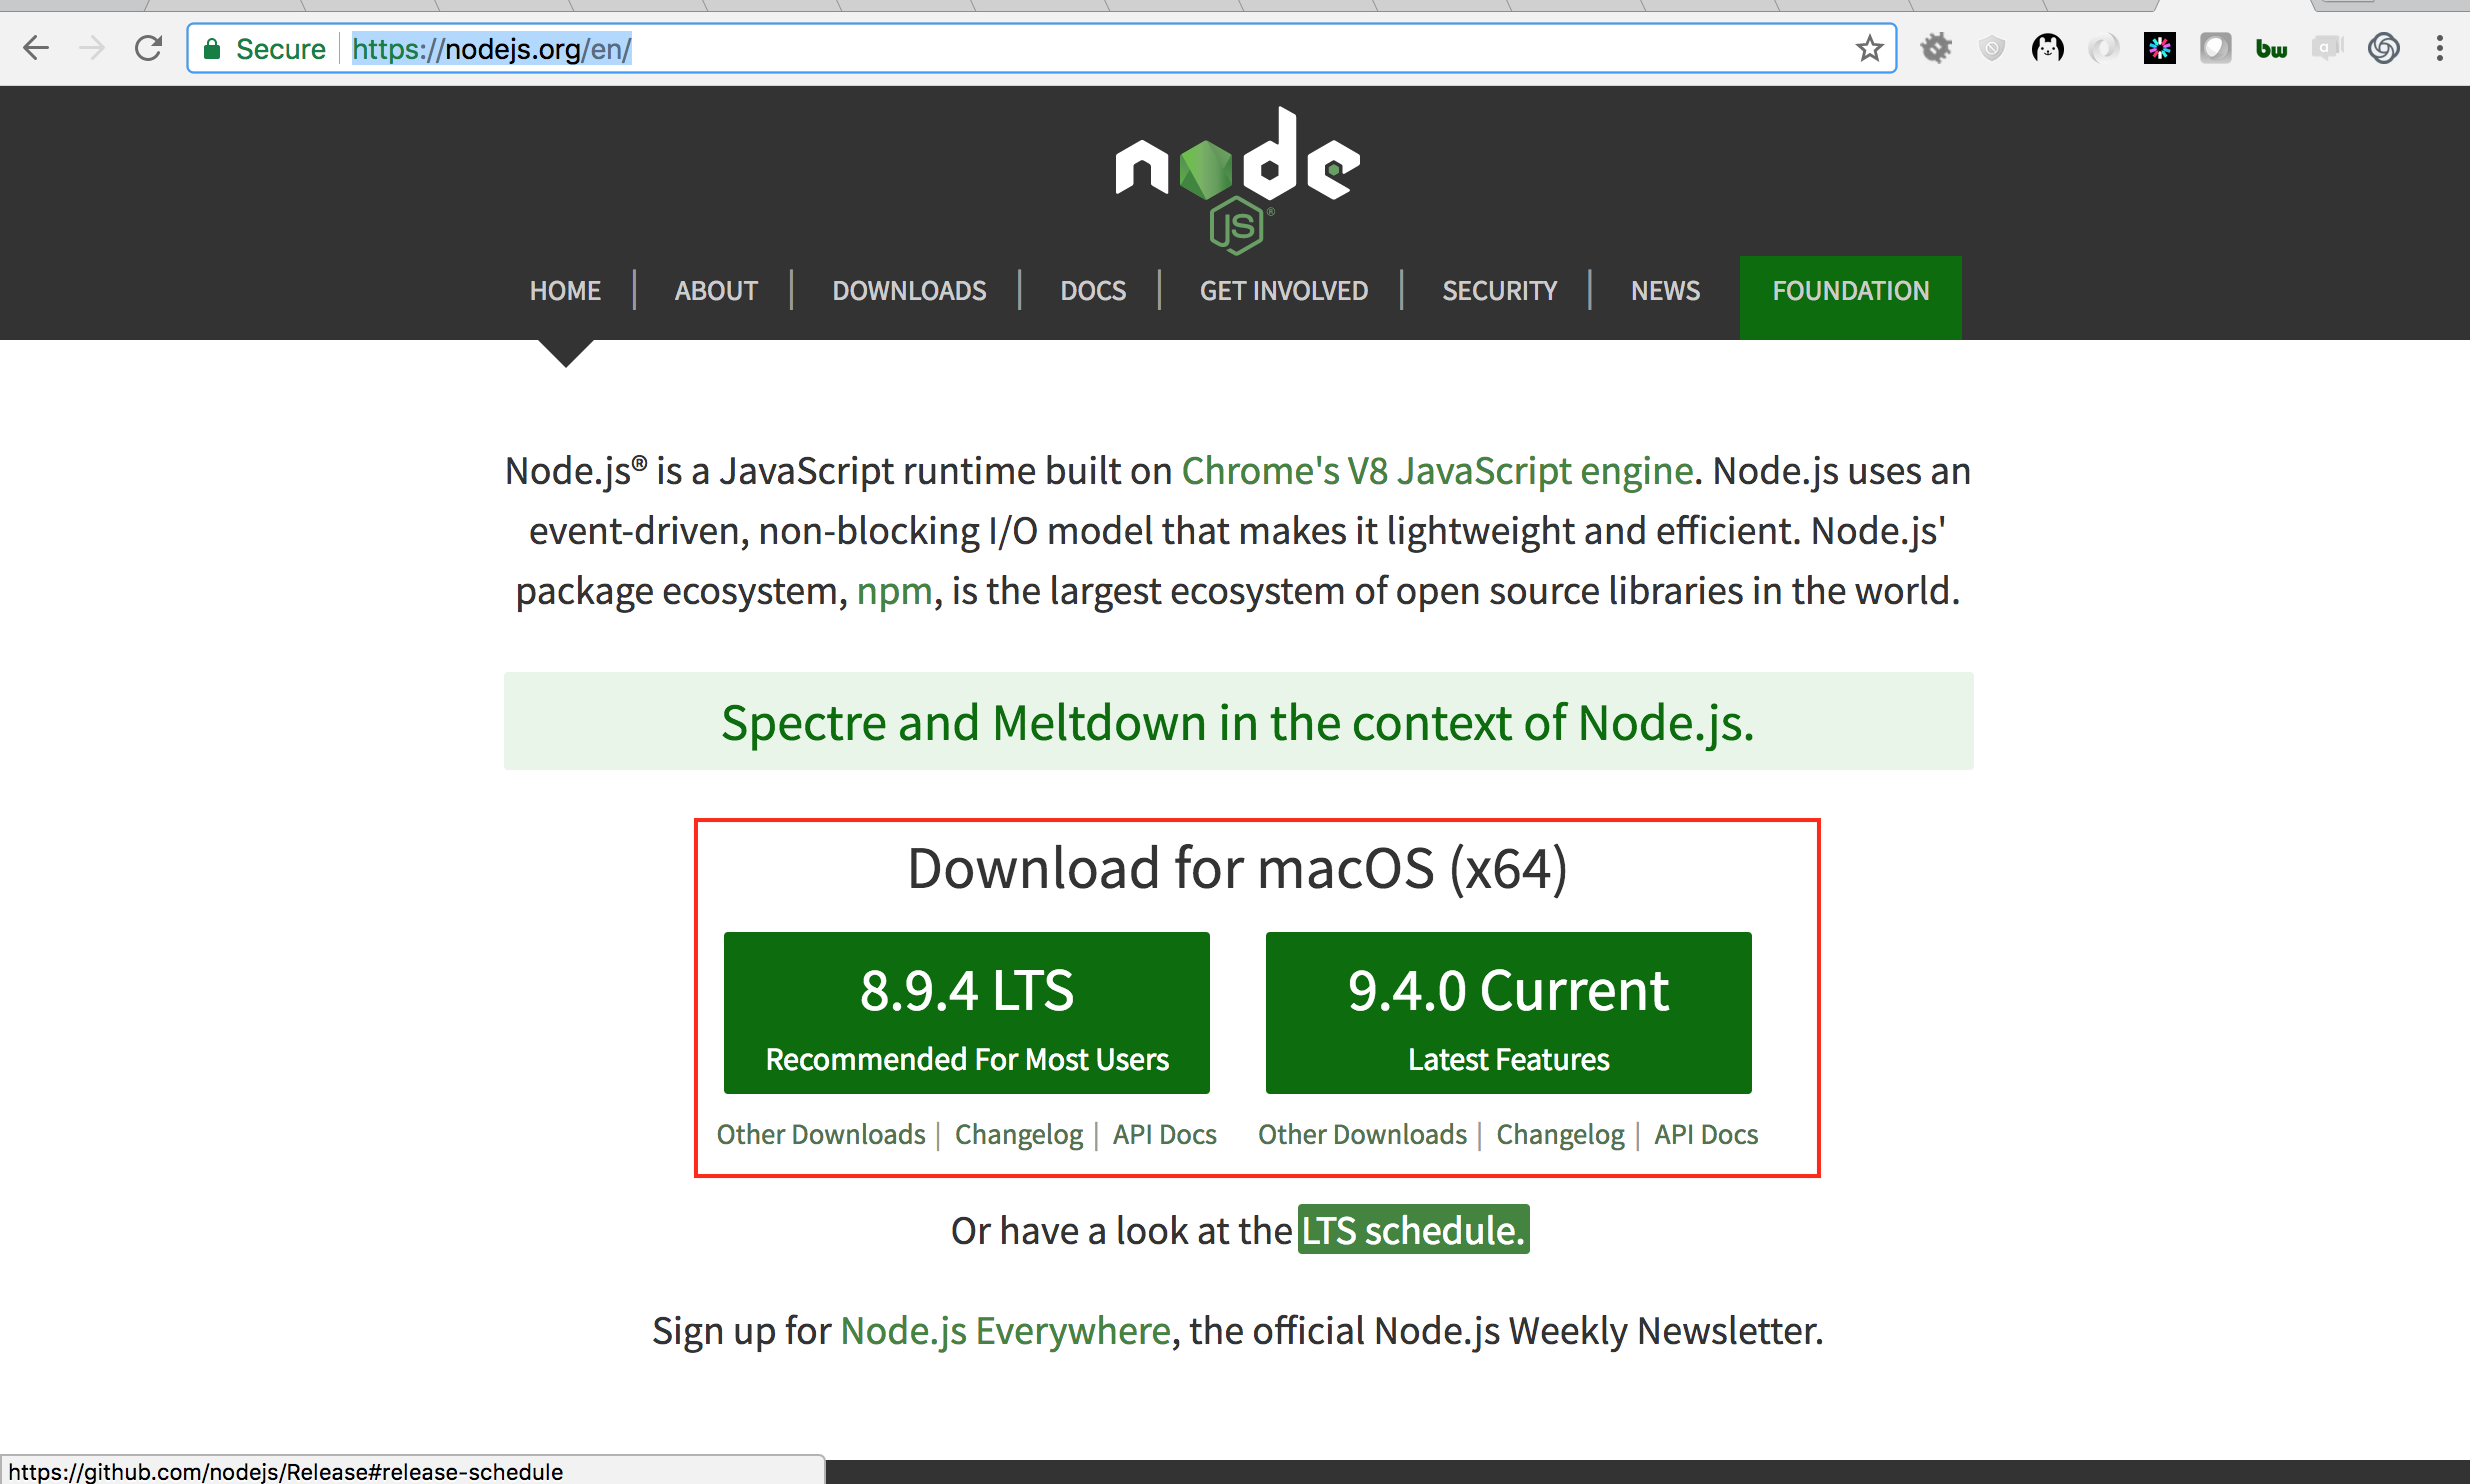 Secure https://nodejs.org/en/
bw
a
node
JS®
HOME | ABOUT | DOWNLOADS | DOCS | GET INVOLVED | SECURITY | NEWS FOUNDATION
Node.js® is a JavaScript runtime built on Chrome's V8 JavaScript engine. Node.js uses an
event-driven, non-blocking I/O model that makes it lightweight and efficient. Node.js'
package ecosystem, npm, is the largest ecosystem of open source libraries in the world.
Spectre and Meltdown in the context of Node.js.
Download for macOS (x64)
8.9.4 LTS
Recommended For Most Users
9.4.0 Current
Latest Features
Other Downloads | Changelog | API Docs
Other Downloads | Changelog | API Docs
Or have a look at the LTS schedule.
Sign up for Node.js Everywhere, the official Node.js Weekly Newsletter.
https://github.com/nodejs/Release#release-schedule